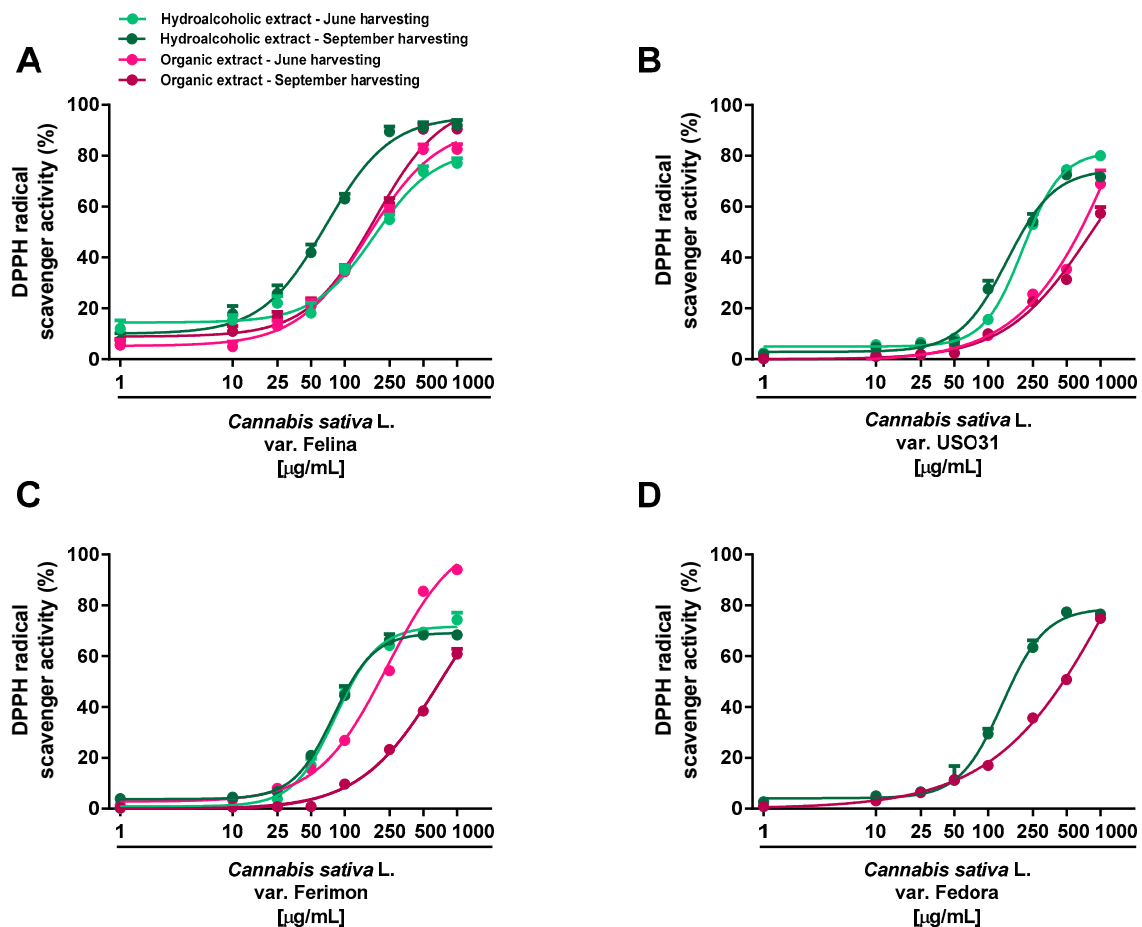 Hydroalcoholic extract - June harvesting
Hydroalcoholic extract - September harvesting
Organic extract - June harvesting
Organic extract - September harvesting
A
DPPH radical
scavenger activity (%)
100
80
60
40
20
0
1 10 25 50 100 250 500 1000
Cannabis sativa L.
var. Felina
[µg/mL]
B
DPPH radical
scavenger activity (%)
100
80
60
40
20
0
1 10 25 50 100 250 500 1000
Cannabis sativa L.
var. USO31
[µg/mL]
C
DPPH radical
scavenger activity (%)
100
80
60
40
20
0
1 10 25 50 100 250 500 1000
Cannabis sativa L.
var. Ferimon
[µg/mL]
D
DPPH radical
scavenger activity (%)
100
80
60
40
20
0
1 10 25 50 100 250 500 1000
Cannabis sativa L.
var. Fedora
[µg/mL]